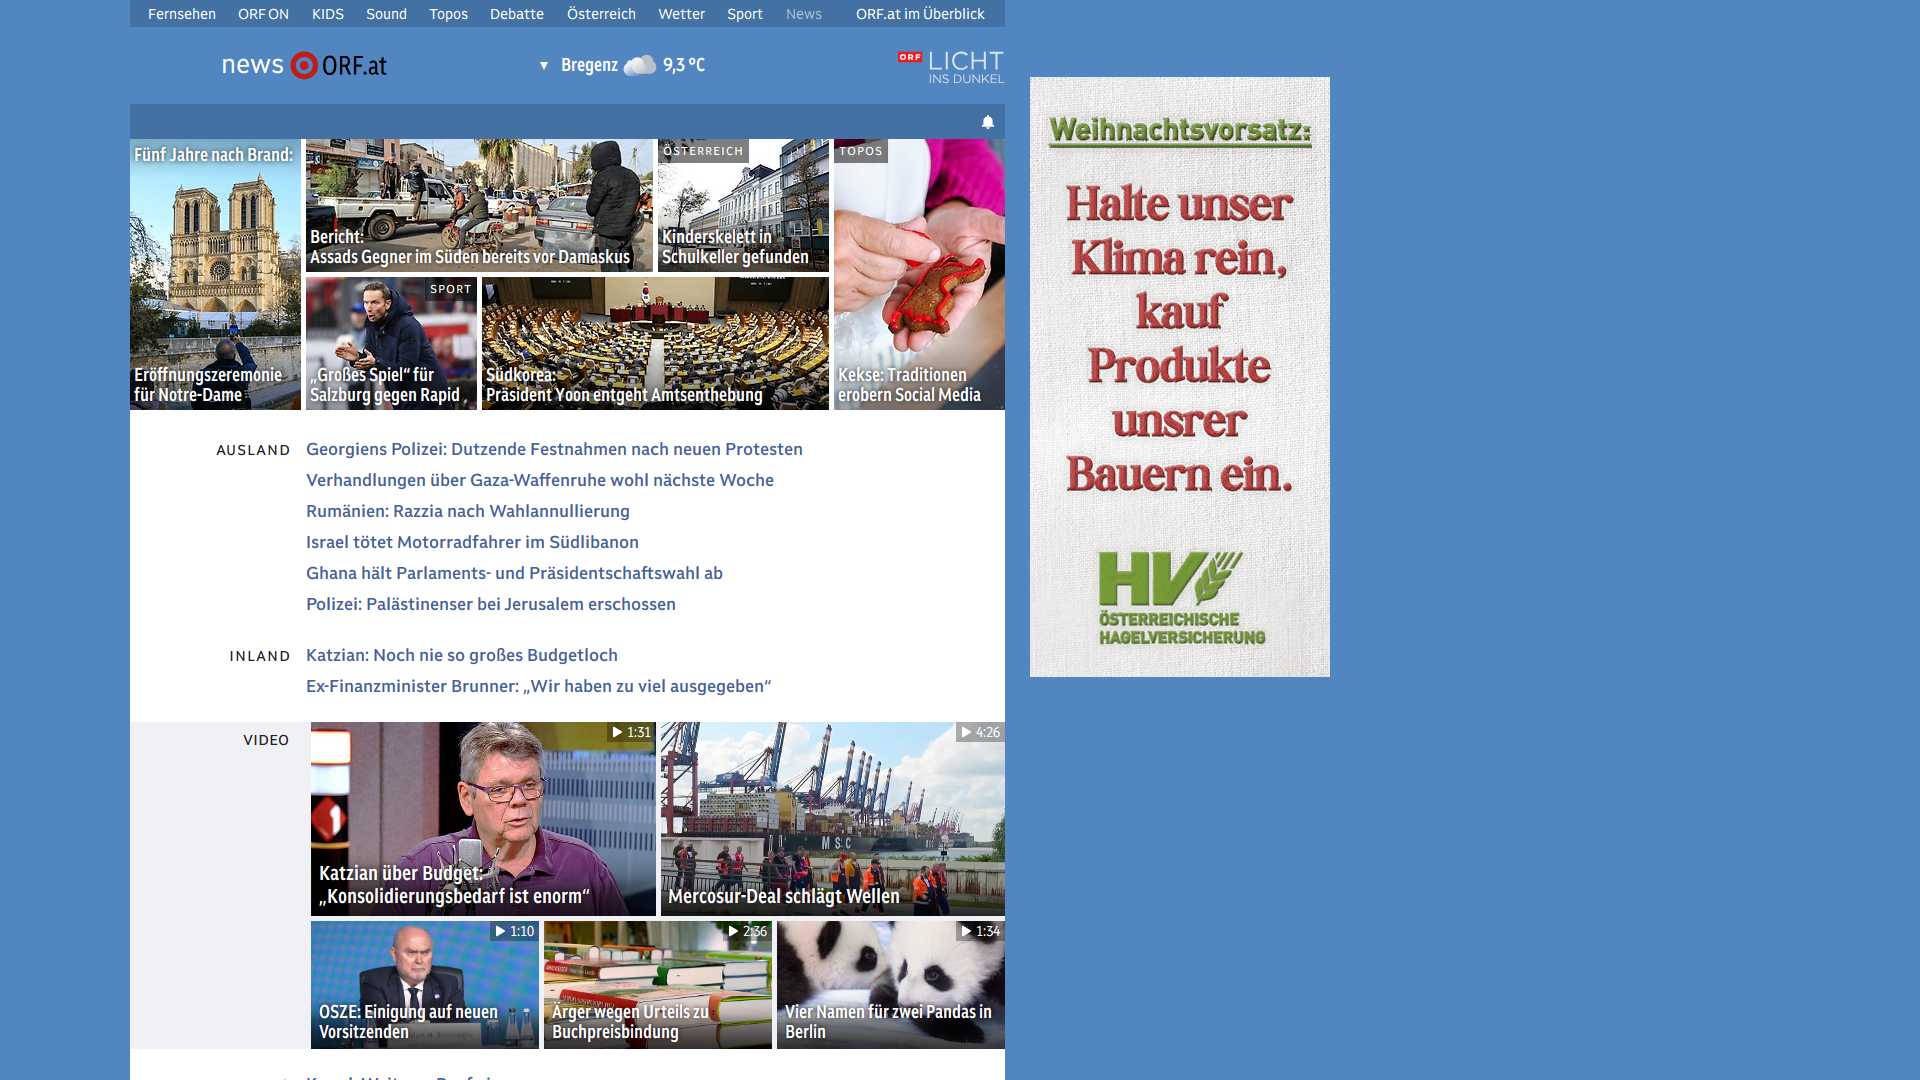 Fernsehen ORF ON KIDS Sound Topos Debatte Österreich Wetter Sport News ORF.at im Überblick
news ORF.at
Bregenz 9,3 °C
ORF LICHT
INS DUNKEL
Fünf Jahre nach Brand:
Eröffnungszeremonie
für Notre-Dame
Bericht:
Assads Gegner im Süden bereits vor Damaskus
ÖSTERREICH
Kinderskelett in
Schulkeller gefunden
TOPOS
Kekse: Traditionen
erobern Social Media
SPORT
„Großes Spiel“ für
Salzburg gegen Rapid
Südkorea:
Präsident Yoon entgeht Amtsenthebung
AUSLAND
Georgiens Polizei: Dutzende Festnahmen nach neuen Protesten
Verhandlungen über Gaza-Waffenruhe wohl nächste Woche
Rumänien: Razzia nach Wahlannullierung
Israel tötet Motorradfahrer im Südlibanon
Ghana hält Parlaments- und Präsidentschaftswahl ab
Polizei: Palästinenser bei Jerusalem erschossen
INLAND
Katzian: Noch nie so großes Budgetloch
Ex-Finanzminister Brunner: „Wir haben zu viel ausgegeben“
VIDEO
1:31
1
Katzian über Budget:
„Konsolidierungsbedarf ist enorm“
4:26
MSC
Mercosur-Deal schlägt Wellen
1:10
OSZE: Einigung auf neuen
Vorsitzenden
2:36
Ärger wegen Urteils zu
Buchpreisbindung
1:34
Vier Namen für zwei Pandas in
Berlin
Weihnachtsvorsatz:
Halte unser
Klima rein,
kauf
Produkte
unsrer
Bauern ein.
HV
ÖSTERREICHISCHE
HAGELVERSICHERUNG